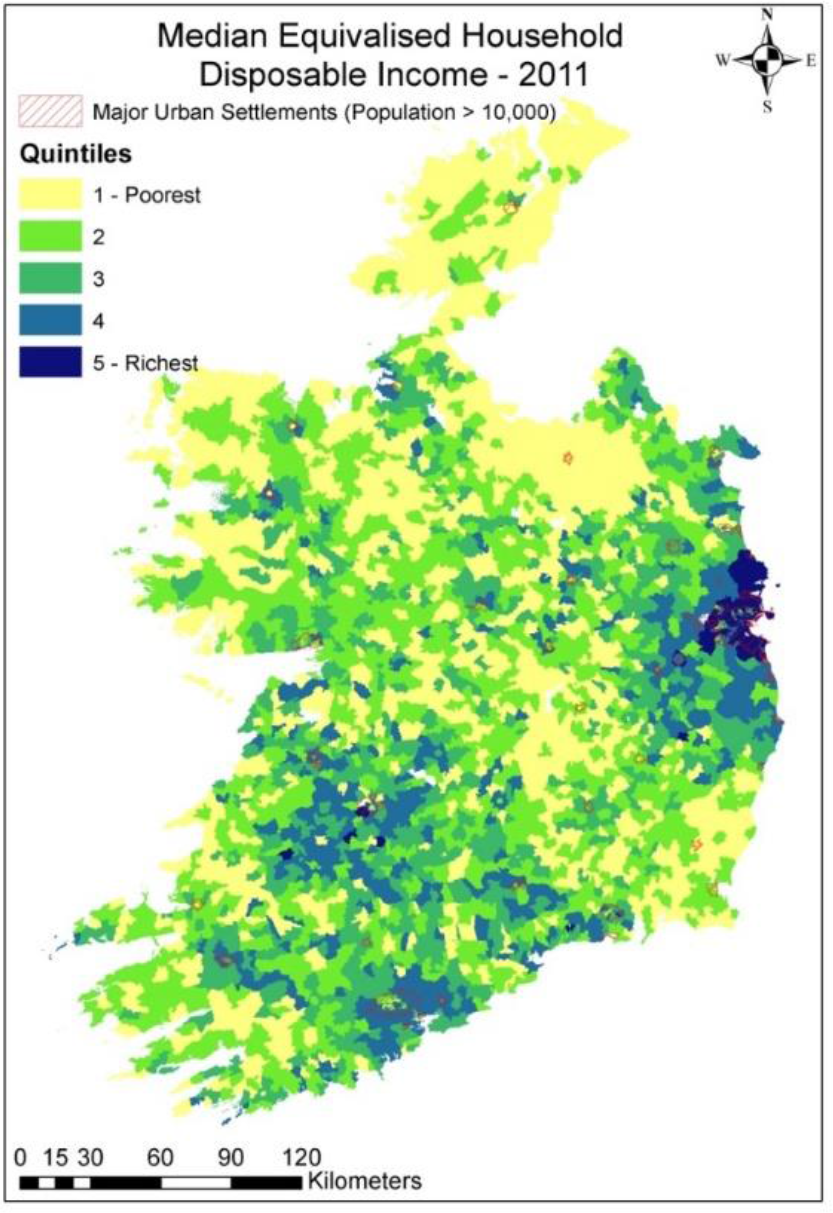 Median Equivalised Household
Disposable Income - 2011
N
W E
S
Major Urban Settlements (Population > 10,000)
Quintiles
1 - Poorest
2
3
4
5 - Richest
0 15 30 60 90 120
Kilometers